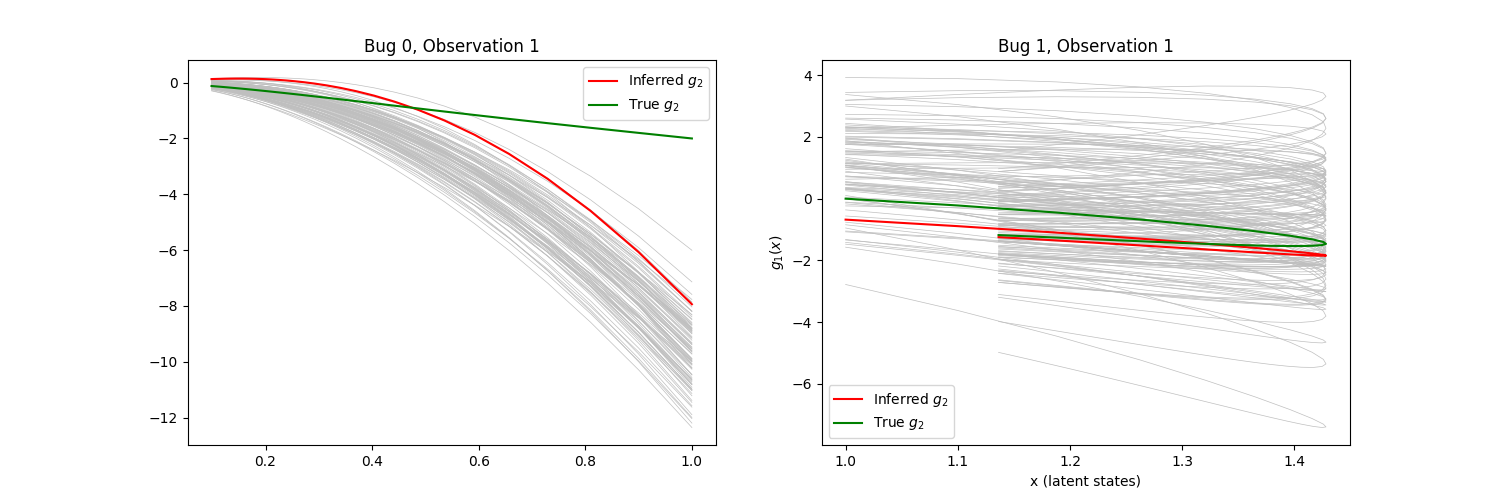 Bug 0, Observation 1
0
−2
−4
−6
−8
−10
−12
0.2
0.4
0.6
0.8
1.0
Inferred g₂
True g₂
Bug 1, Observation 1
4
2
0
−2
−4
−6
g₁(x)
1.0
1.1
1.2
1.3
1.4
x (latent states)
Inferred g₂
True g₂